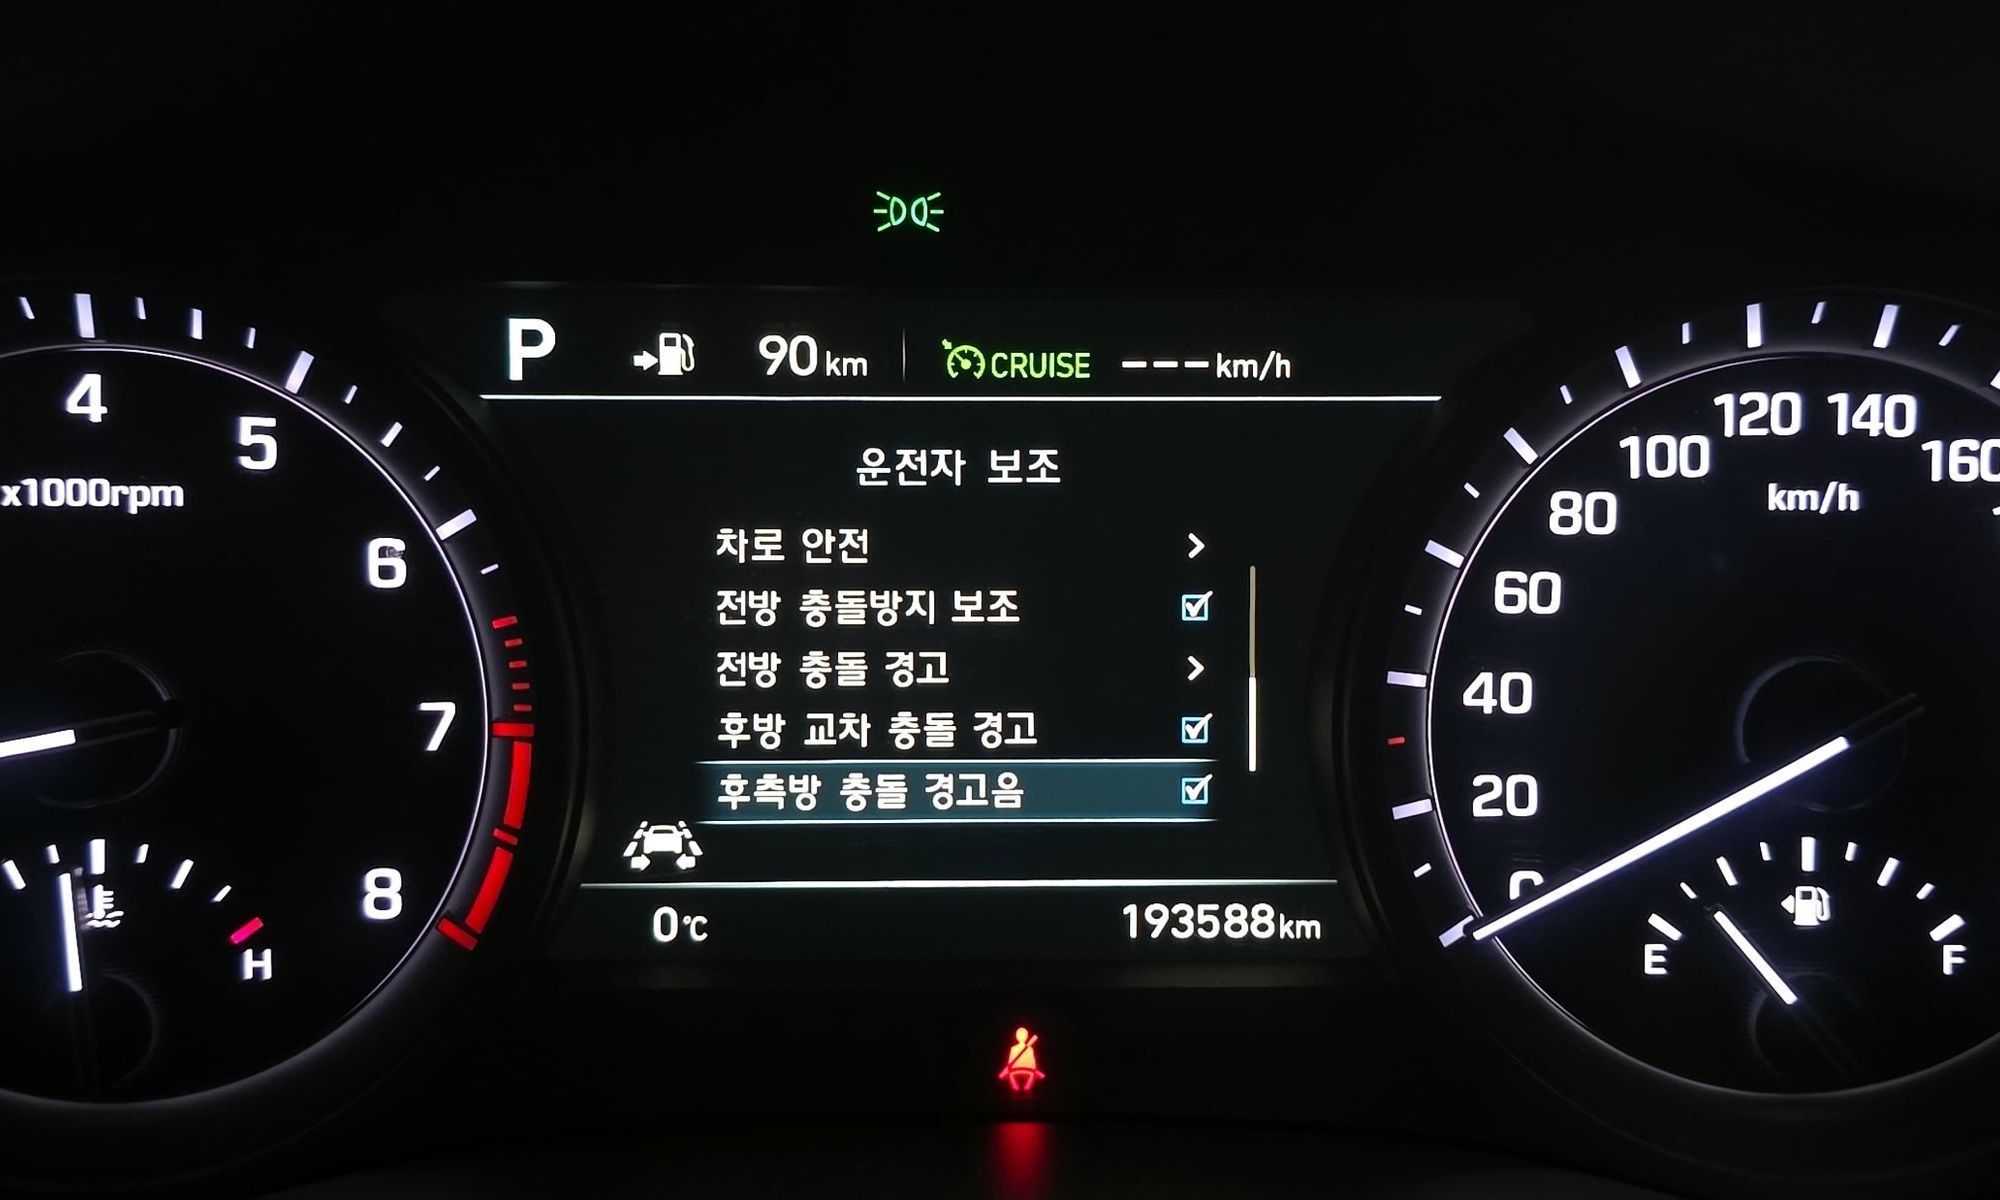 P 90 km CRUISE ---km/h
운전자 보조
차로 안전
전방 충돌방지 보조
전방 충돌 경고
후방 교차 충돌 경고
후측방 충돌 경고음
0°C 193588km
4
5
6
7
8
x1000rpm
H
0
20
40
60
80
100
120
140
160
km/h
E
F